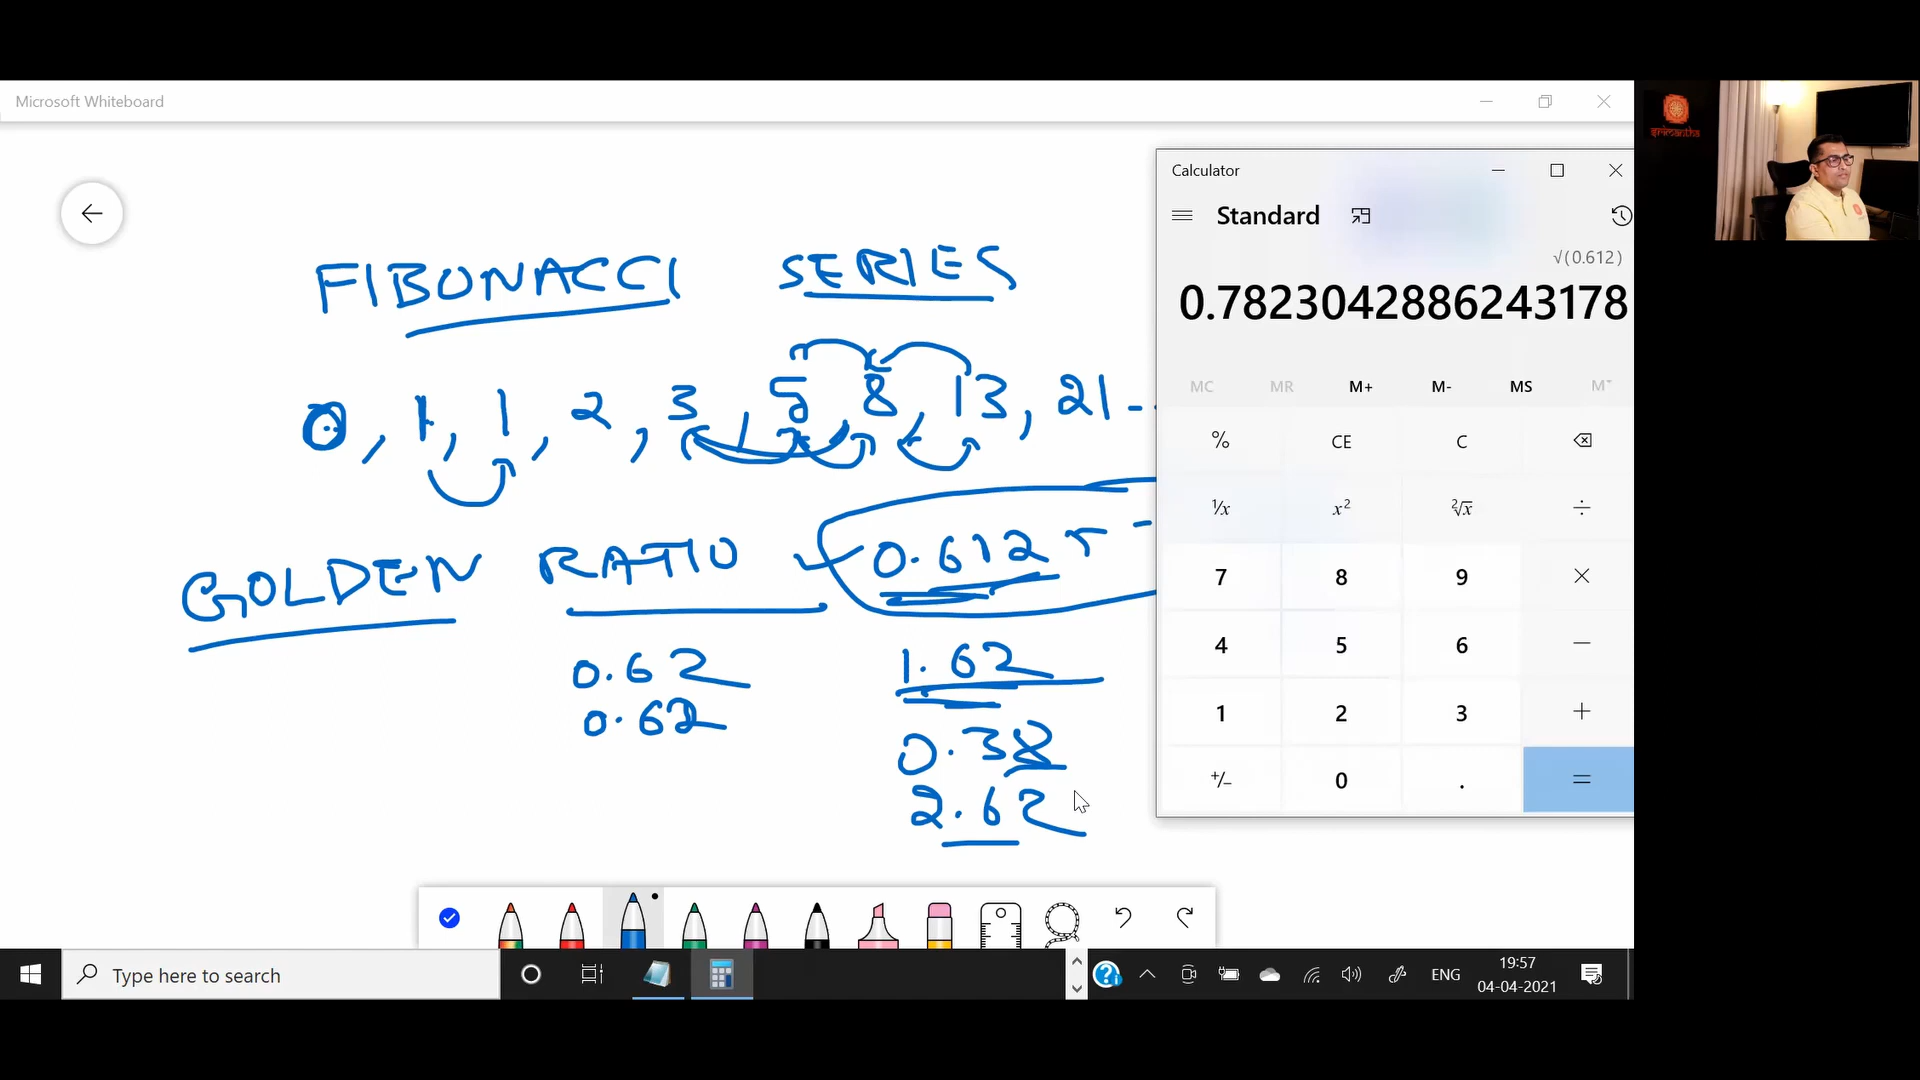 Microsoft Whiteboard
srimantha
Calculator
Standard
√(0.612)
0.7823042886243178
MC MR M+ M- MS M˅
% CE C
¹/x x² ²√x ÷
7 8 9 ×
4 5 6 −
1 2 3 +
+/− 0 . =
FIBONACCI SERIES
0, 1, 1, 2, 3, 5, 8, 13, 21 - -
GOLDEN RATIO 0.612
0.62 1.62
0.62 0.38
2.62
Type here to search
ENG
19:57
04-04-2021